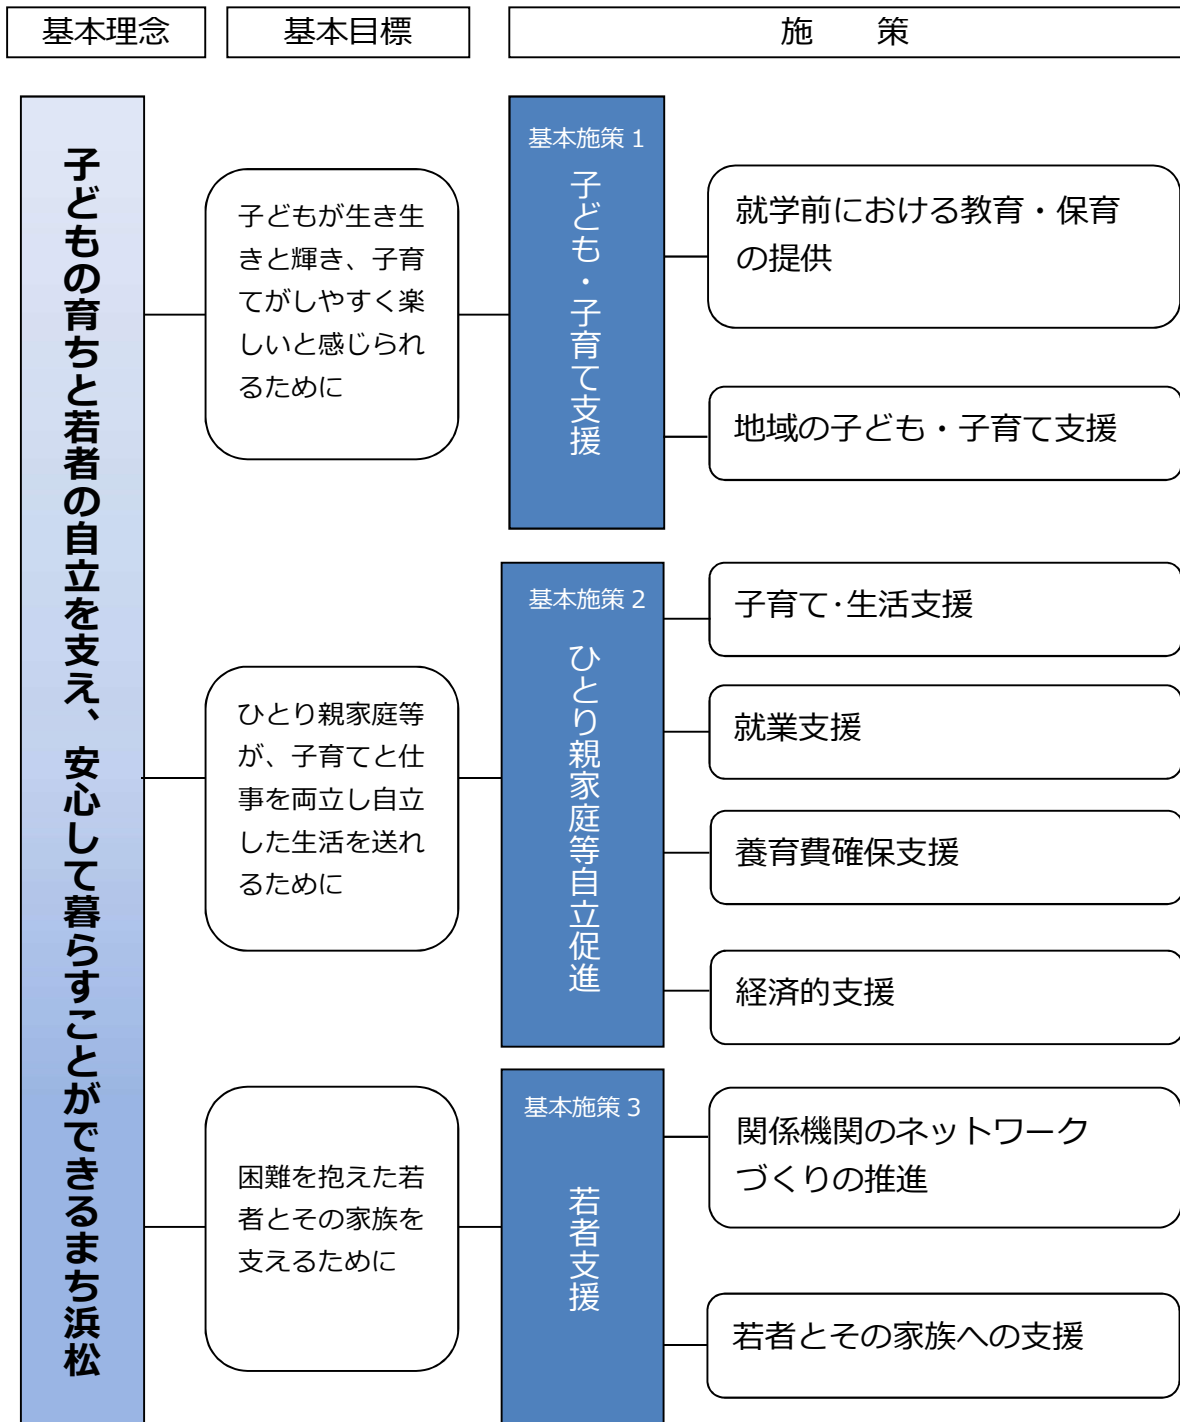 基本理念
基本目標
施　　策
子どもの育ちと若者の自立を支え、安心して暮らすことができるまち浜松
子どもが生き生
きと輝き、子育
てがしやすく楽
しいと感じられ
るために
基本施策１
子ども・子育て支援
就学前における教育・保育
の提供
地域の子ども・子育て支援
ひとり親家庭等
が、子育てと仕
事を両立し自立
した生活を送れ
るために
基本施策２
ひとり親家庭等自立促進
子育て･生活支援
就業支援
養育費確保支援
経済的支援
困難を抱えた若
者とその家族を
支えるために
基本施策３
若者支援
関係機関のネットワーク
づくりの推進
若者とその家族への支援